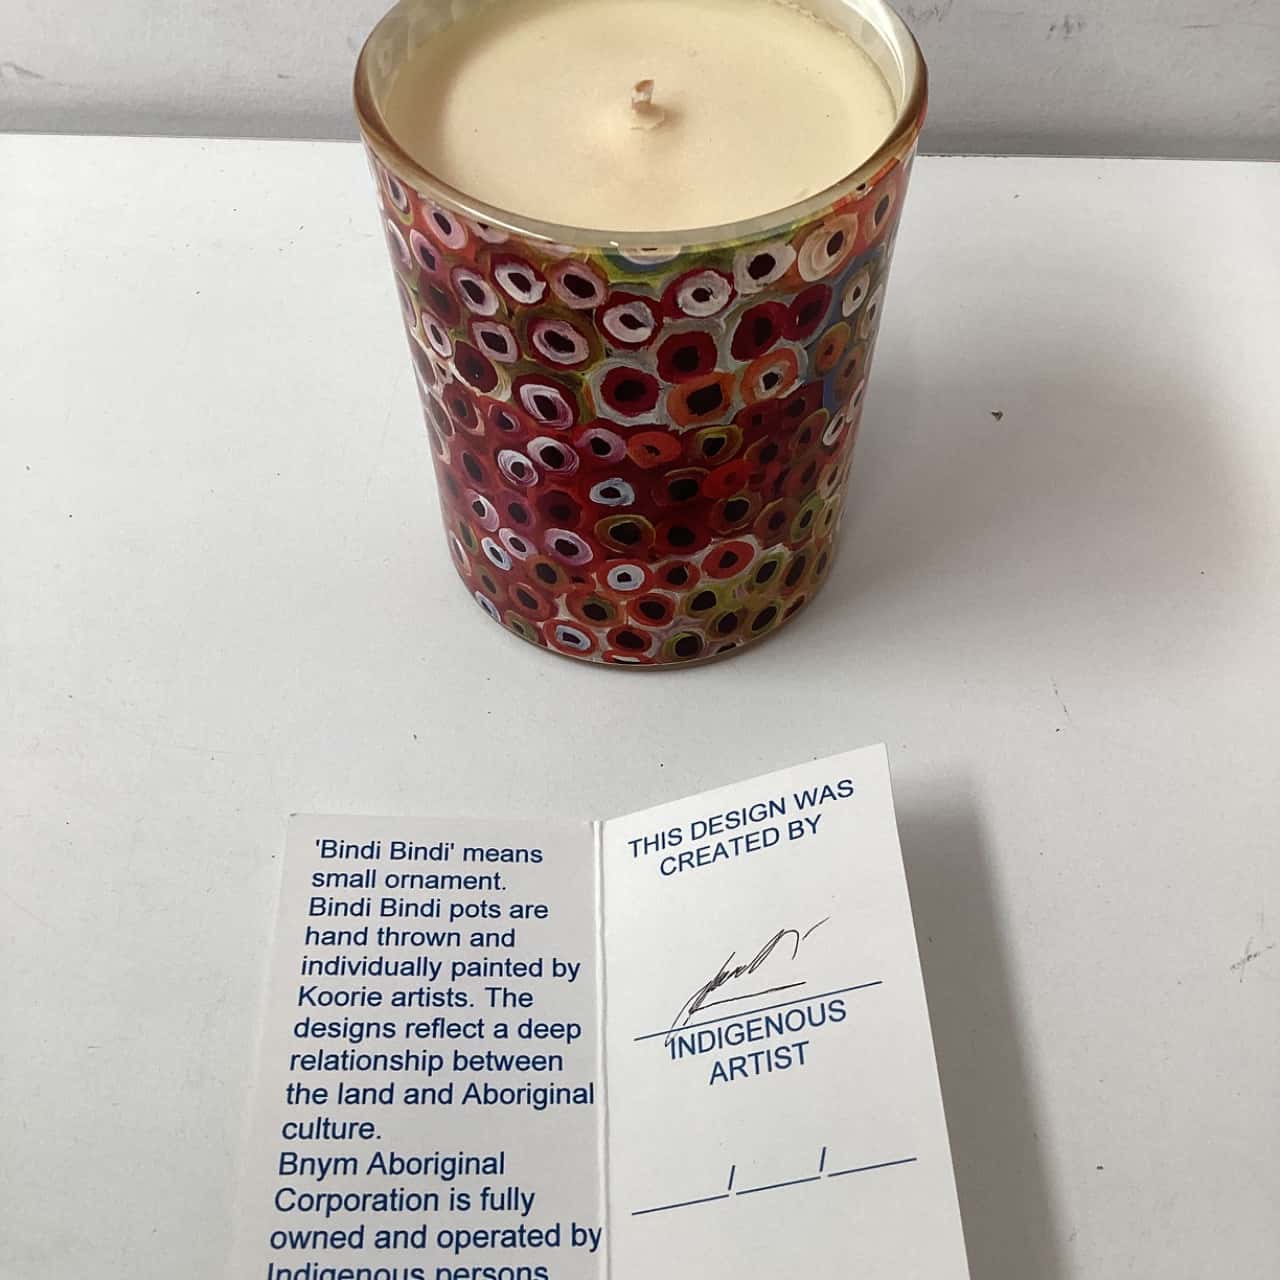 'Bindi Bindi' means
small ornament.
Bindi Bindi pots are
hand thrown and
individually painted by
Koorie artists. The
designs reflect a deep
relationship between
the land and Aboriginal
culture.
Bnym Aboriginal
Corporation is fully
owned and operated by
Indigenous persons
THIS DESIGN WAS
CREATED BY
INDIGENOUS
ARTIST